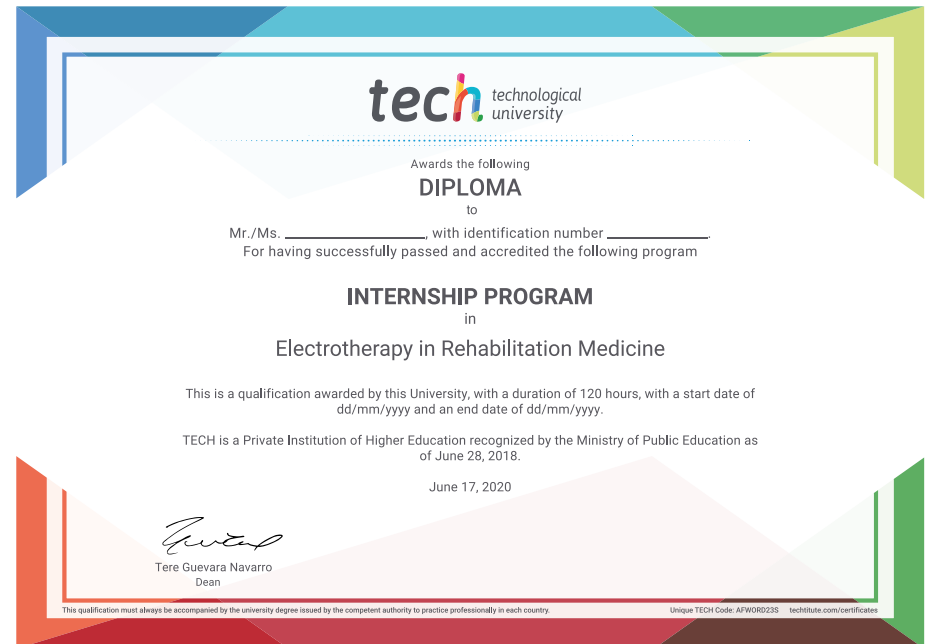 tech technological
university
Awards the following
DIPLOMA
to
Mr./Ms. ____________________, with identification number ______________.
For having successfully passed and accredited the following program
INTERNSHIP PROGRAM
in
Electrotherapy in Rehabilitation Medicine
This is a qualification awarded by this University, with a duration of 120 hours, with a start date of
dd/mm/yyyy and an end date of dd/mm/yyyy.
TECH is a Private Institution of Higher Education recognized by the Ministry of Public Education as
of June 28, 2018.
June 17, 2020
Tere Guevara Navarro
Dean
This qualification must always be accompanied by the university degree issued by the competent authority to practice professionally in each country.
Unique TECH Code: AFWORD23S techtitute.com/certificates